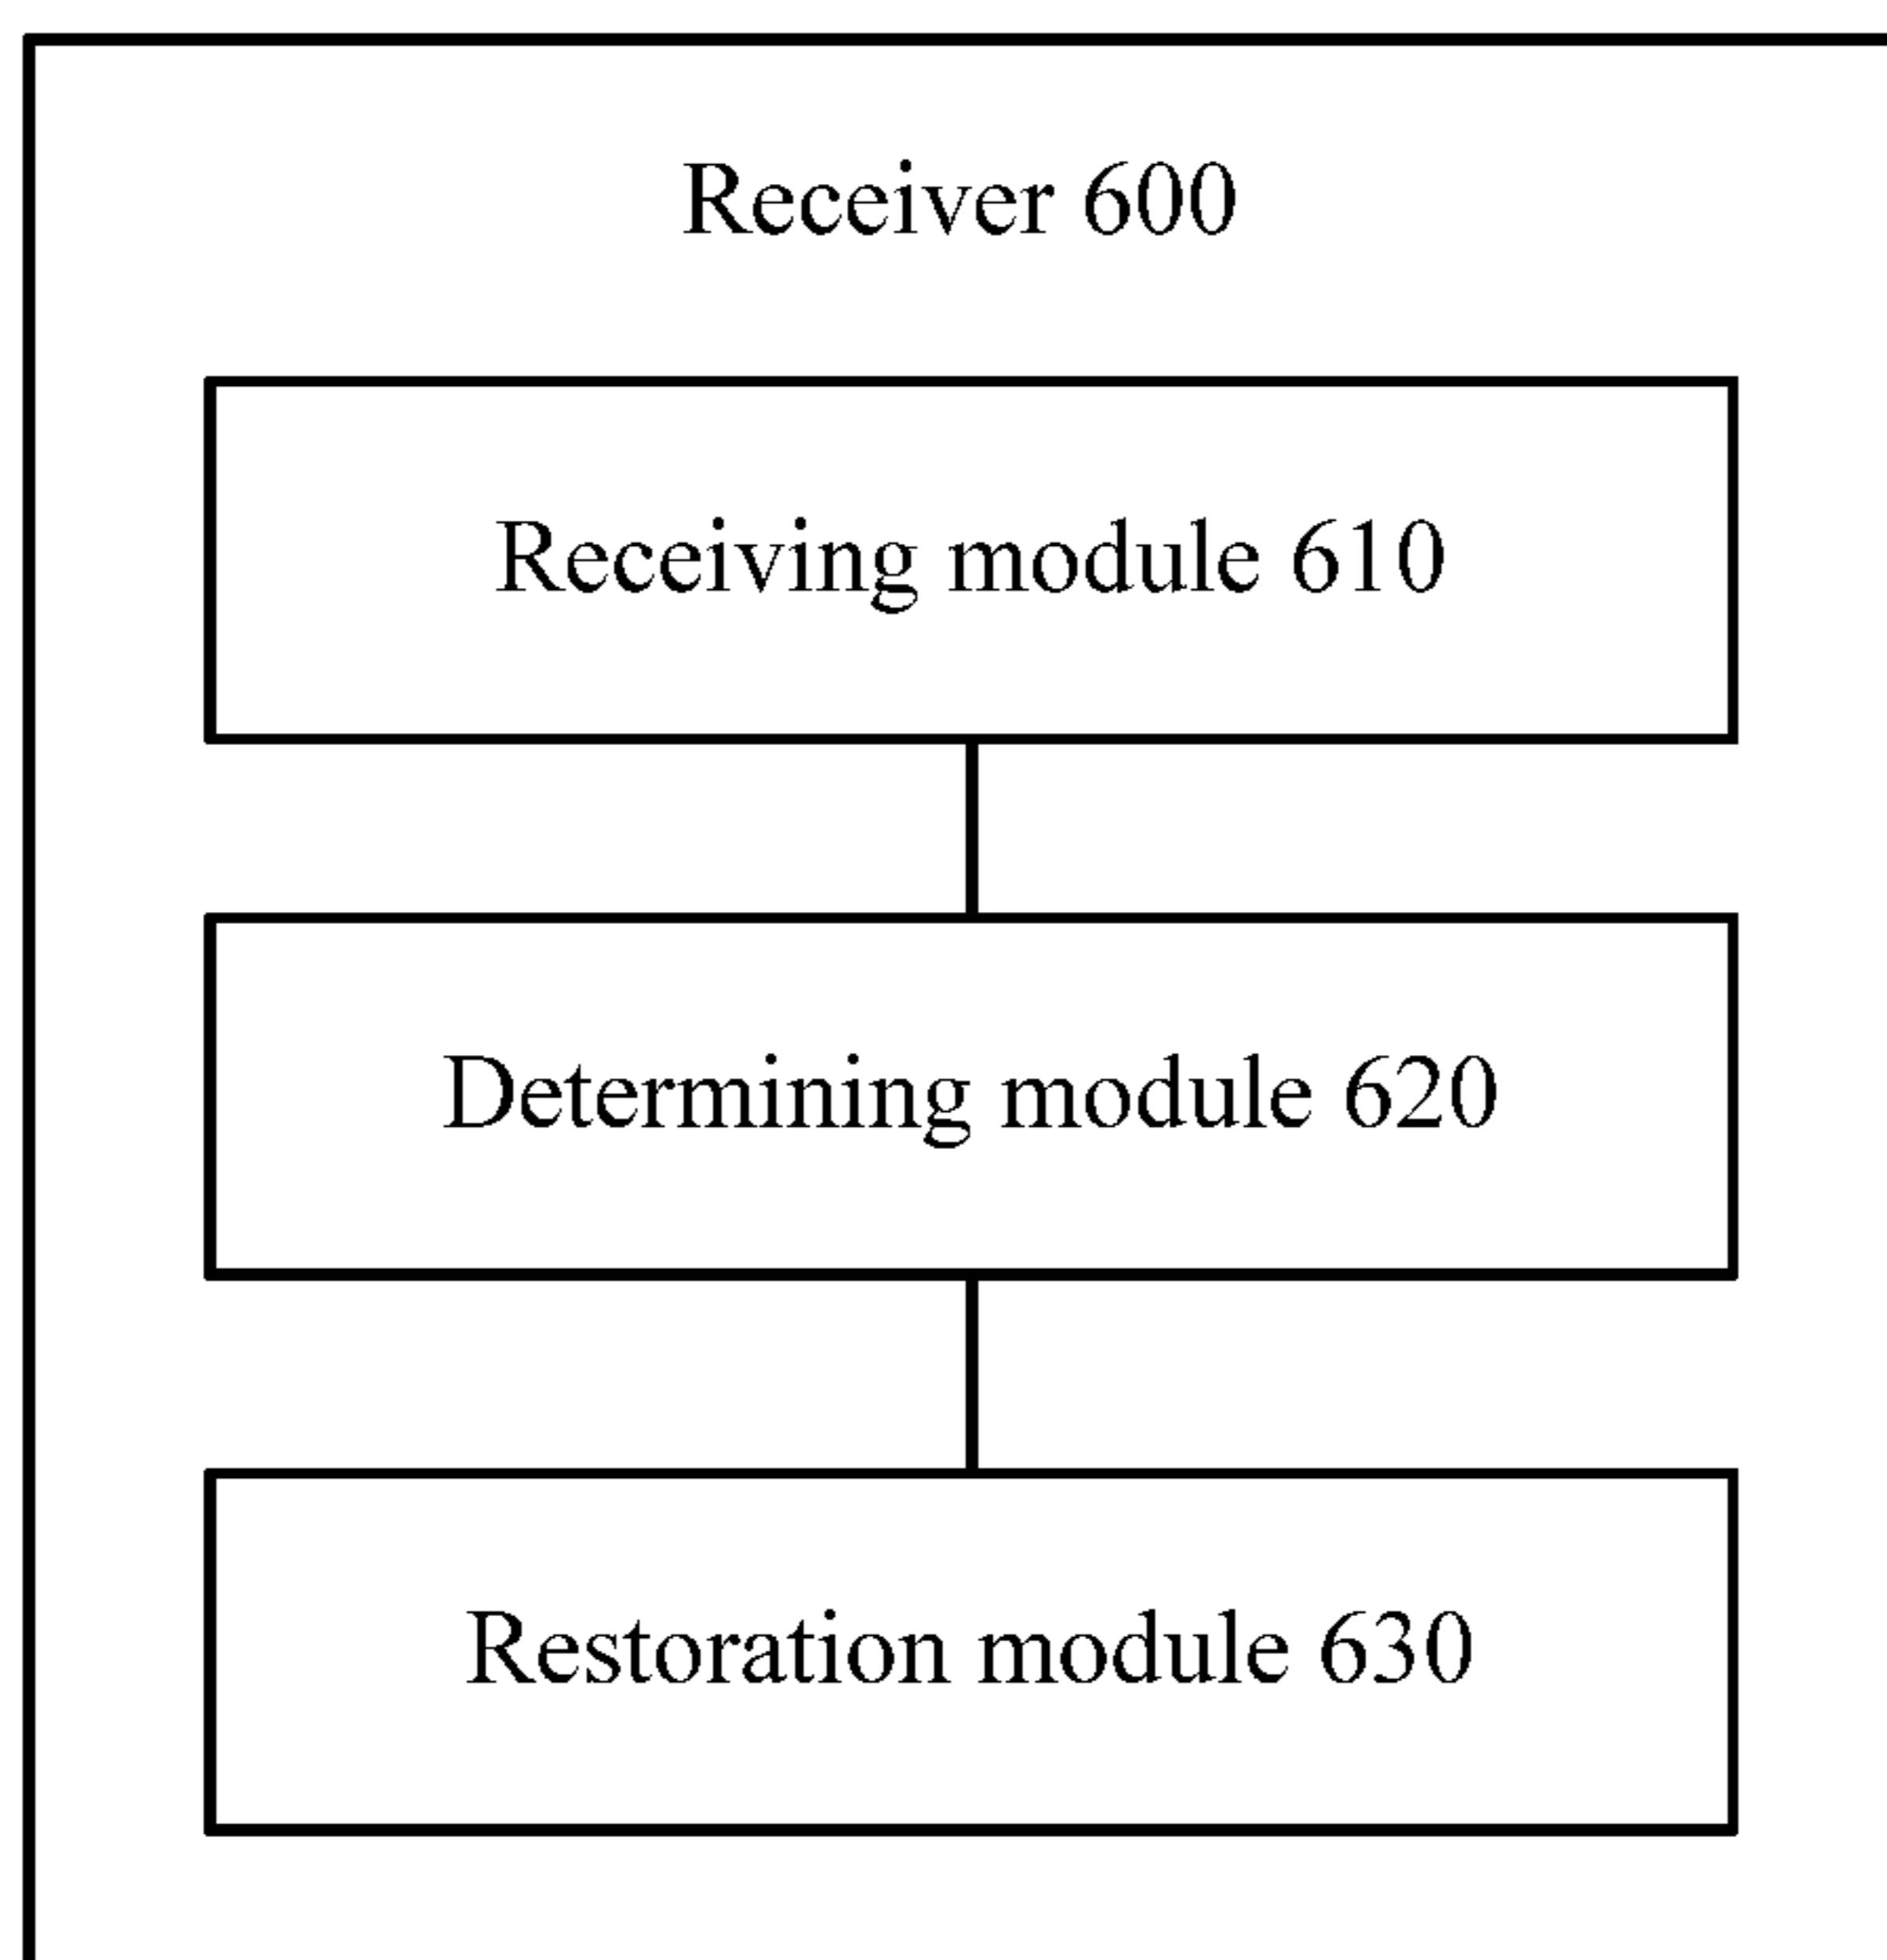 Receiver 600
Receiving module 610
Determining module 620
Restoration module 630